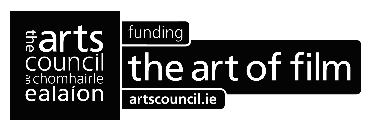 the arts
council
an chomhairle
ealaíon
funding
the art of film
artscouncil.ie